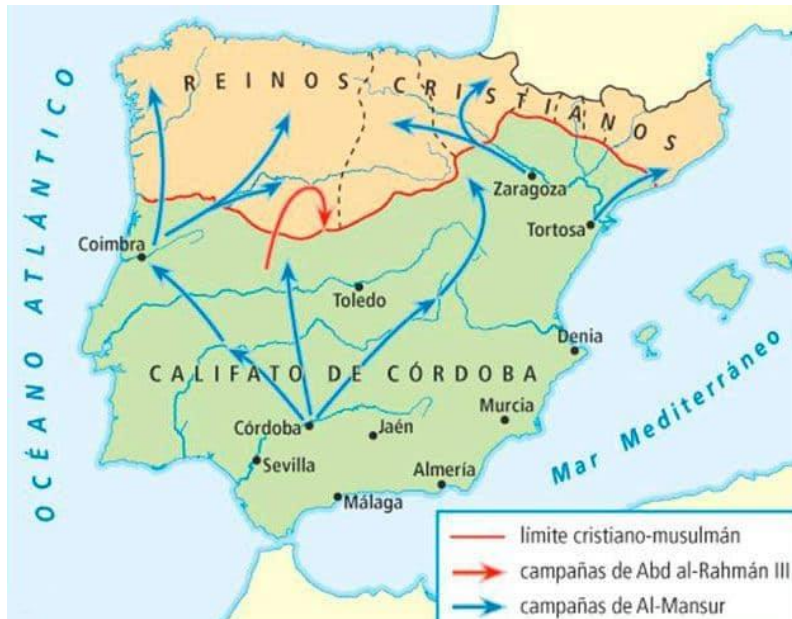 REINOS CRISTIANOS
OCÉANO ATLÁNTICO
Zaragoza
Tortosa
Coimbra
Toledo
Denia
CALIFATO DE CÓRDOBA
Murcia
Córdoba
Jaén
Sevilla
Almería
Málaga
Mar Mediterráneo
límite cristiano-musulmán
campañas de Abd al-Rahmán III
campañas de Al-Mansur